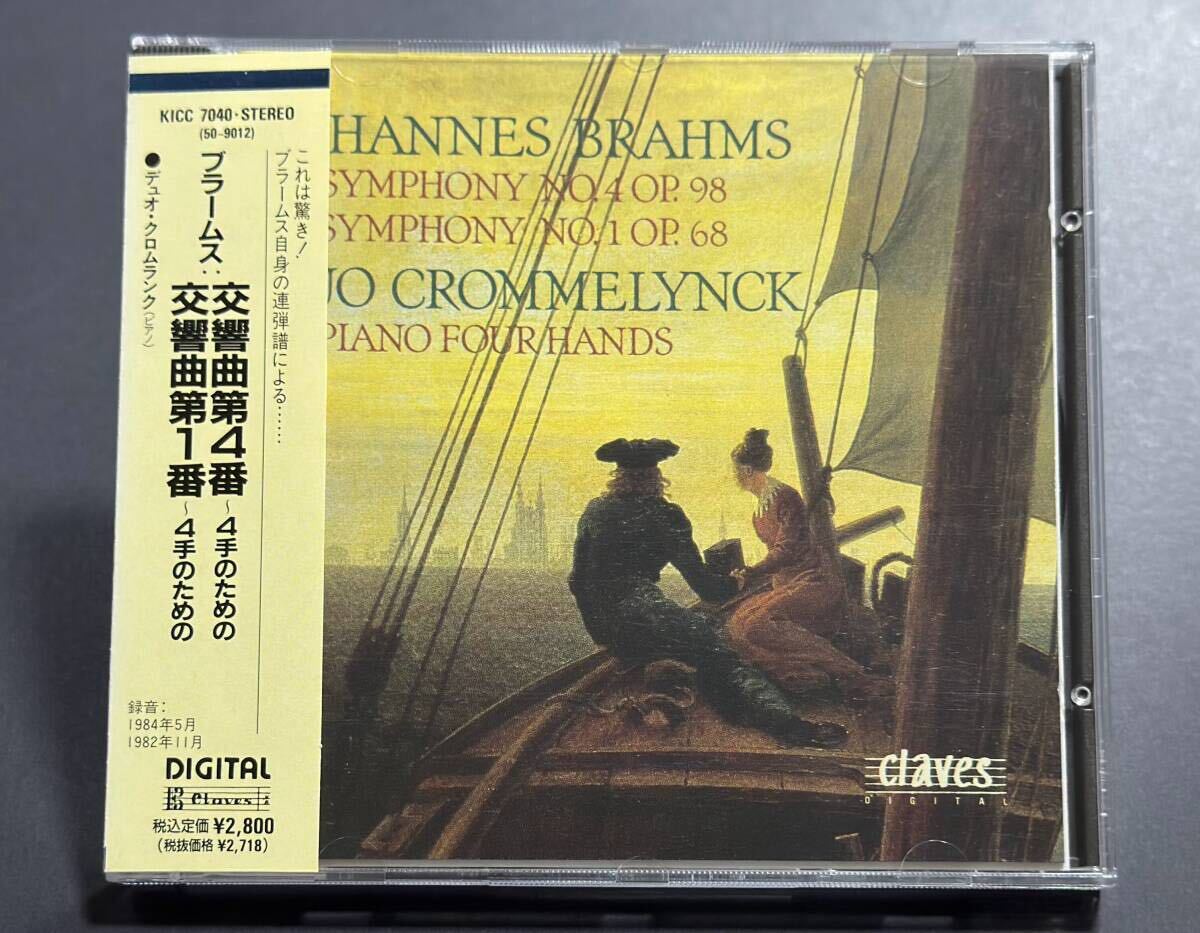 KICC 7040・STEREO
(50-9012)
これは驚き!
ブラームス自身の連弾譜による……
ブラームス:交響曲第4番〜4手のための
交響曲第1番〜4手のための
●デュオ・クロムランク(ピアノ)
録音:
1984年5月
1982年11月
DIGITAL
claves
税込定価 ¥2,800
(税抜価格 ¥2,718)
HANNES BRAHMS
SYMPHONY NO. 4 OP. 98
SYMPHONY NO. 1 OP. 68
UO CROMMELYNCK
PIANO FOUR HANDS
claves
DIGITAL